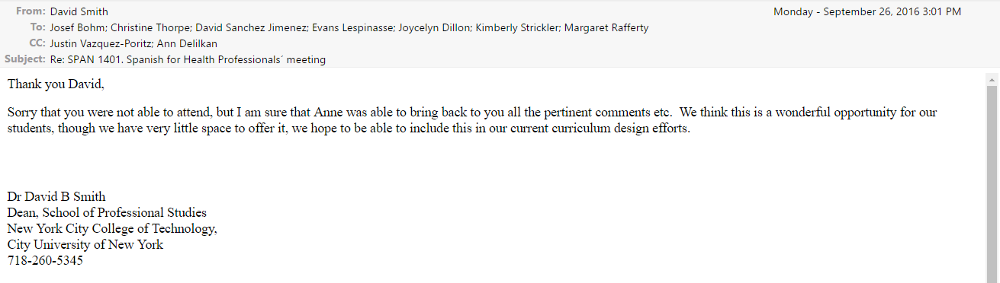 From: David Smith Monday - September 26, 2016 3:01 PM
To: Josef Bohm; Christine Thorpe; David Sanchez Jimenez; Evans Lespinasse; Joycelyn Dillon; Kimberly Strickler; Margaret Rafferty
CC: Justin Vazquez-Poritz; Ann Delilkan
Subject: Re: SPAN 1401. Spanish for Health Professionals´ meeting
Thank you David,
Sorry that you were not able to attend, but I am sure that Anne was able to bring back to you all the pertinent comments etc.  We think this is a wonderful opportunity for our
students, though we have very little space to offer it, we hope to be able to include this in our current curriculum design efforts.
Dr David B Smith
Dean, School of Professional Studies
New York City College of Technology,
City University of New York
718-260-5345